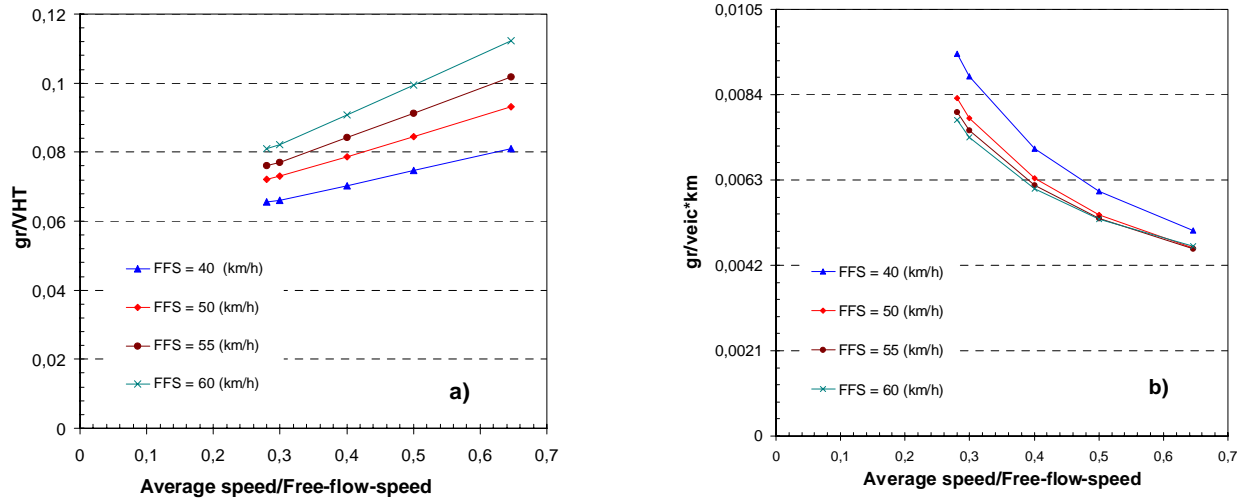 0,12
0,1
0,08
0,06
0,04
0,02
0
gr/VHT
FFS = 40 (km/h)
FFS = 50 (km/h)
FFS = 55 (km/h)
FFS = 60 (km/h)
a)
0 0,1 0,2 0,3 0,4 0,5 0,6 0,7
Average speed/Free-flow-speed
0,0105
0,0084
0,0063
0,0042
0,0021
0
gr/veic*km
FFS = 40 (km/h)
FFS = 50 (km/h)
FFS = 55 (km/h)
FFS = 60 (km/h)
b)
0 0,1 0,2 0,3 0,4 0,5 0,6 0,7
Average speed/Free-flow-speed